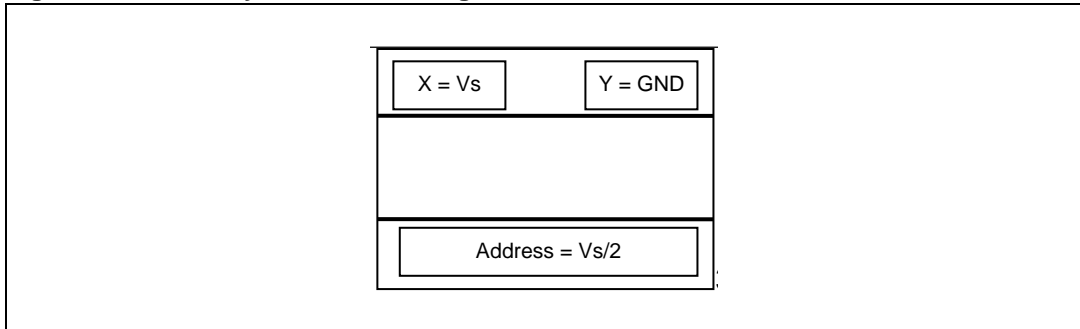 X = Vs
Y = GND
Address = Vs/2